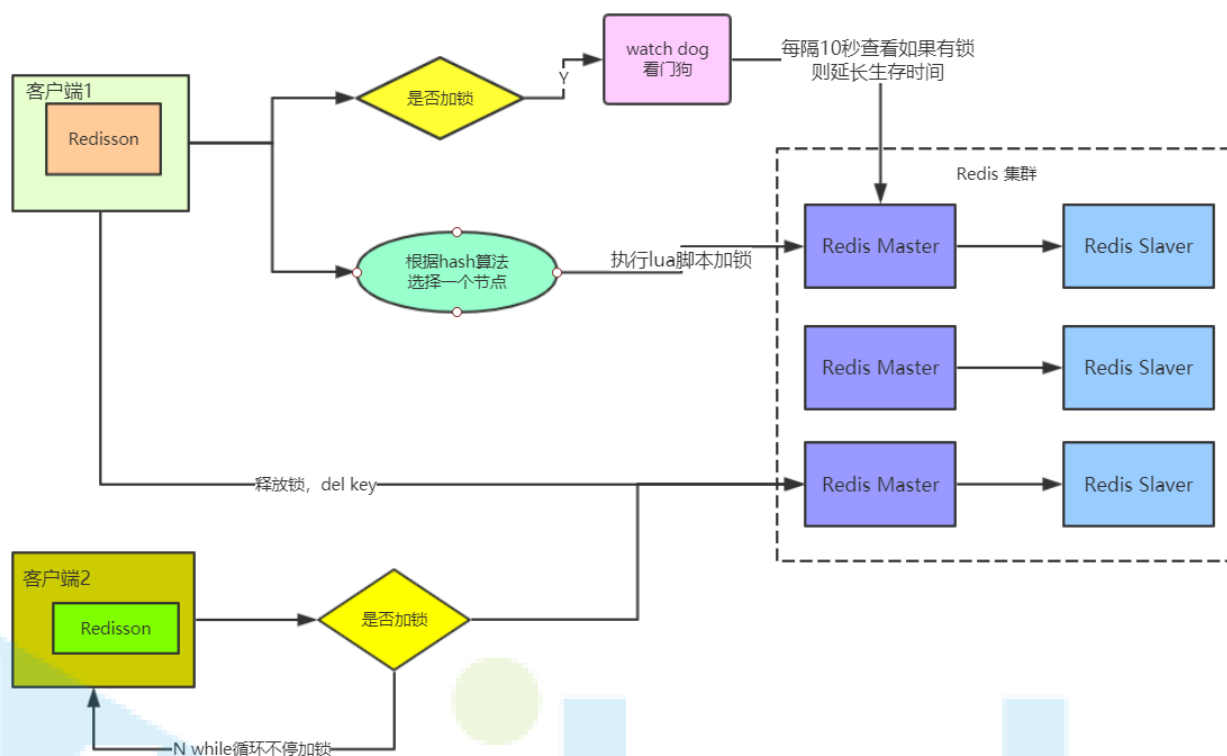 客户端1
Redisson
是否加锁
Y
watch dog
看门狗
每隔10秒查看如果有锁
则延长生存时间
Redis 集群
根据hash算法
选择一个节点
执行lua脚本加锁
Redis Master
Redis Slaver
Redis Master
Redis Slaver
释放锁，del key
Redis Master
Redis Slaver
客户端2
Redisson
是否加锁
N while循环不停加锁